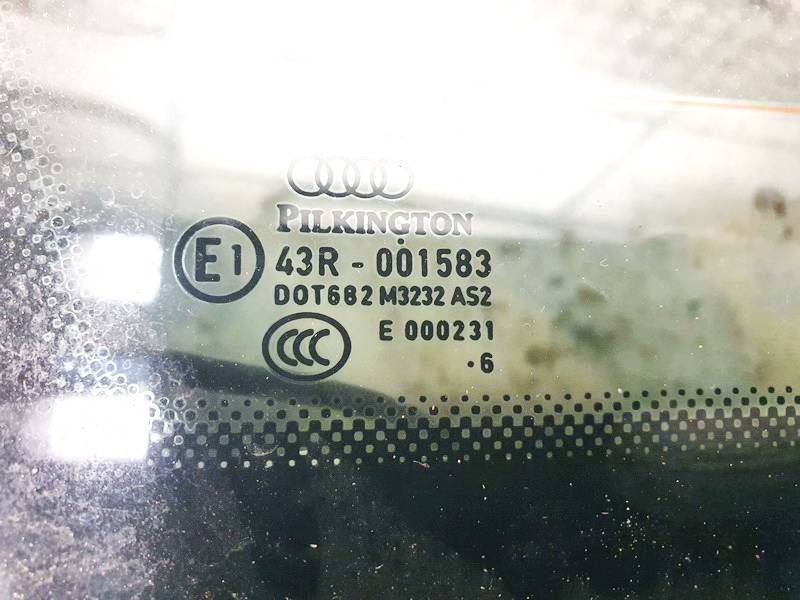 PILKINGTON
E1 43R - 001583
DOT682 M3232 AS2
CCC E 000231
.6